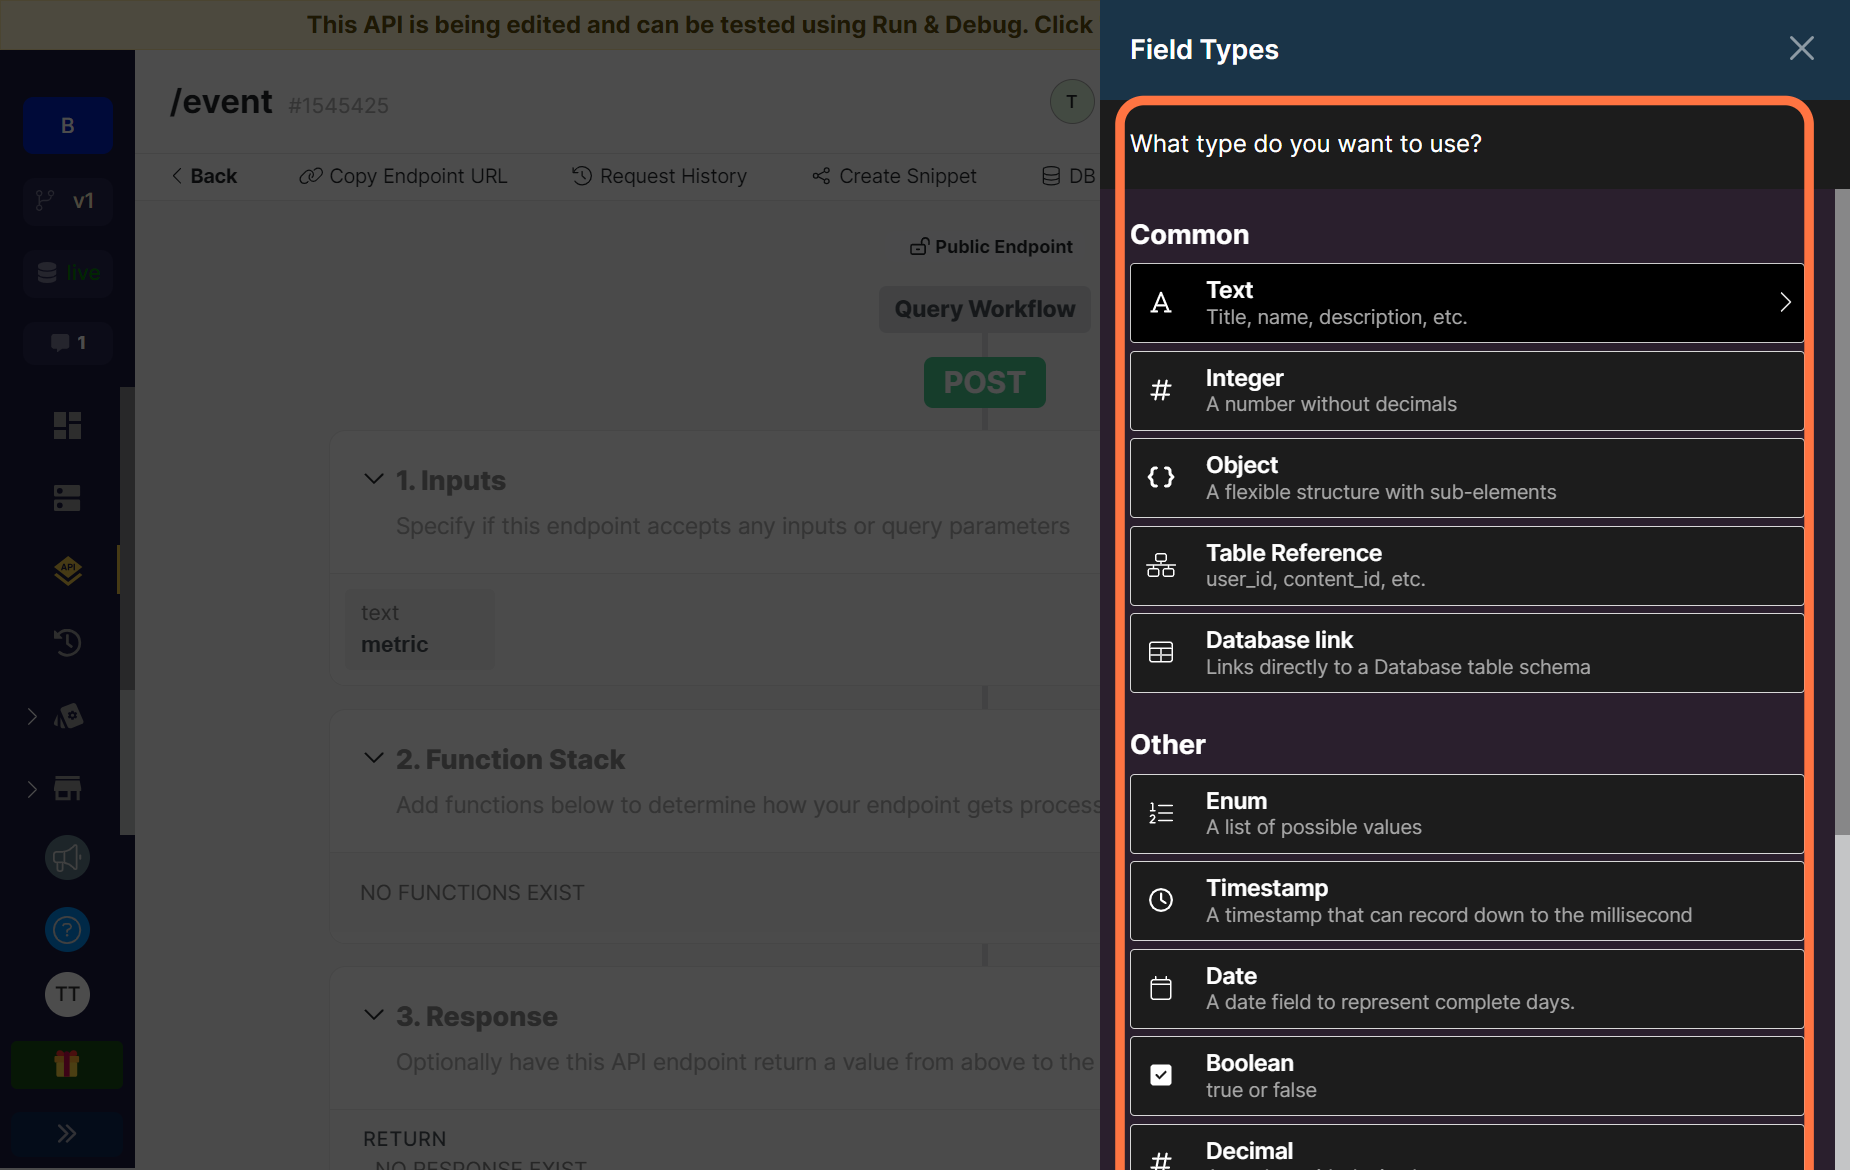 This API is being edited and can be tested using Run & Debug. Click
B
v1
live
1
API
?
TT
/event #1545425
T
Back
Copy Endpoint URL
Request History
Create Snippet
DB
Public Endpoint
Query Workflow
POST
1. Inputs
Specify if this endpoint accepts any inputs or query parameters
text
metric
2. Function Stack
Add functions below to determine how your endpoint gets process
NO FUNCTIONS EXIST
3. Response
Optionally have this API endpoint return a value from above to the
RETURN
NO RESPONSE EXIST
Field Types
What type do you want to use?
Common
Text
Title, name, description, etc.
Integer
A number without decimals
Object
A flexible structure with sub-elements
Table Reference
user_id, content_id, etc.
Database link
Links directly to a Database table schema
Other
Enum
A list of possible values
Timestamp
A timestamp that can record down to the millisecond
Date
A date field to represent complete days.
Boolean
true or false
Decimal